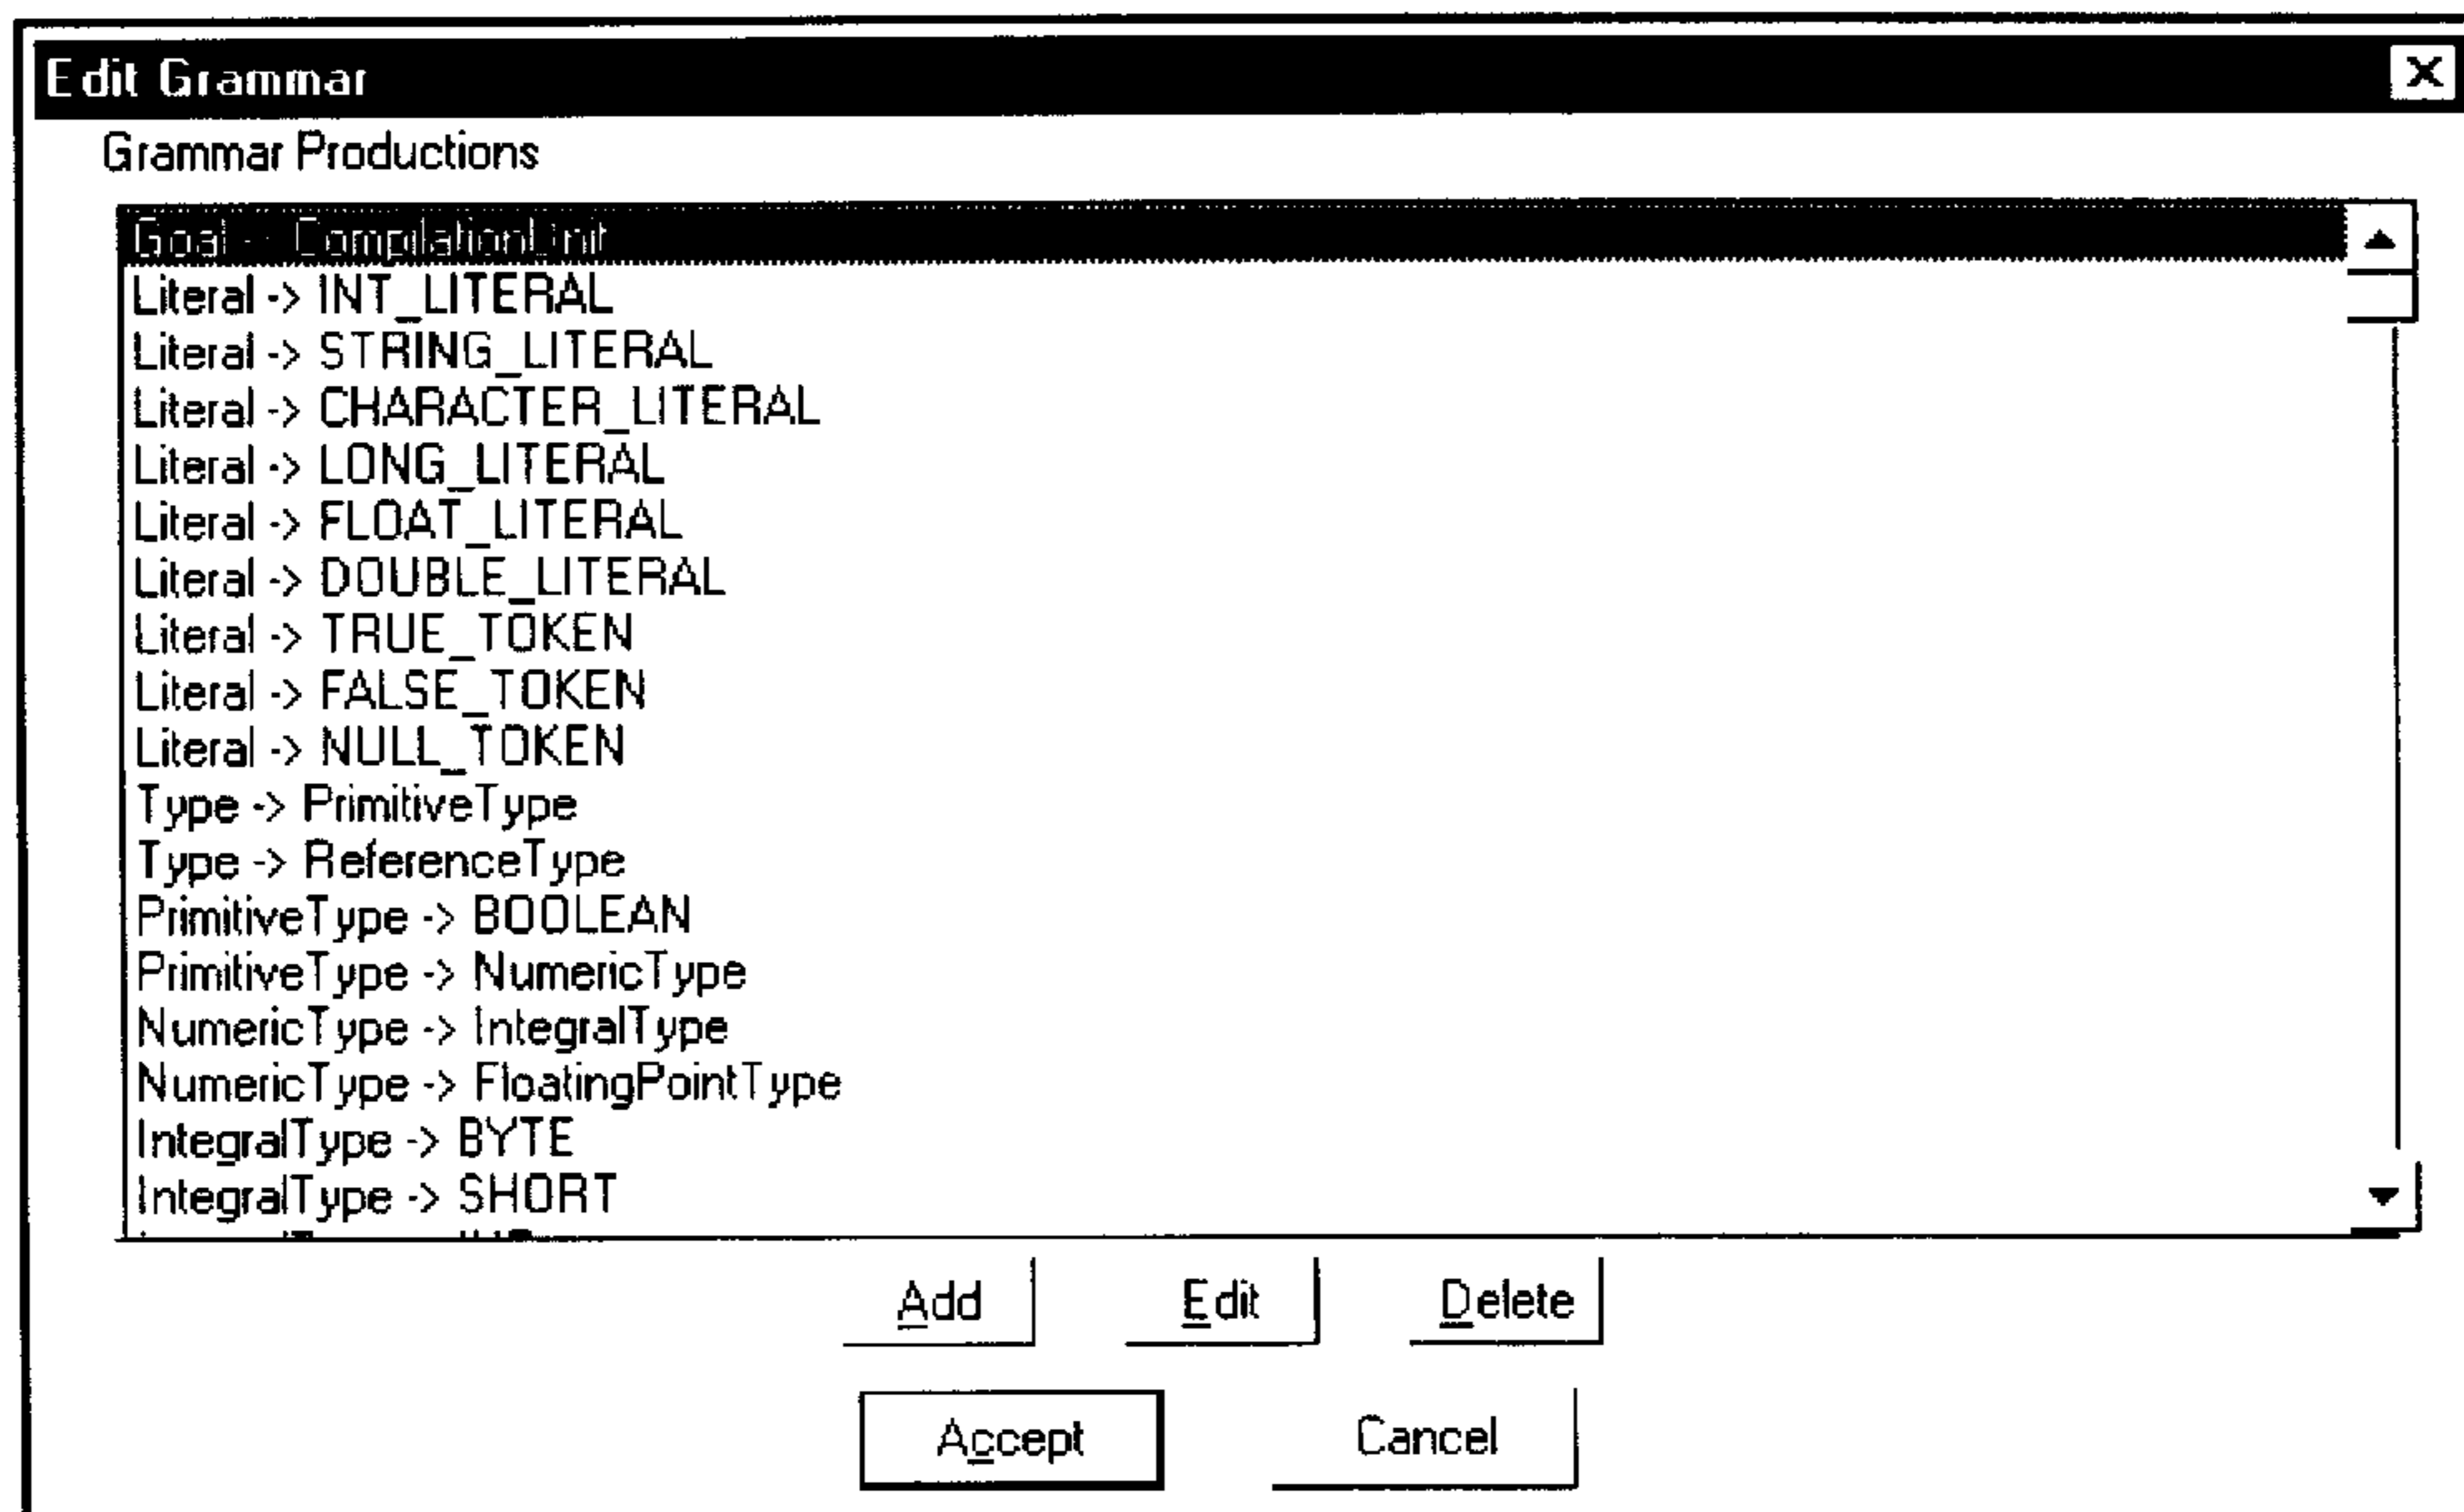 Edit Grammar
Grammar Productions
Goal -> CompilationUnit
Literal -> INT_LITERAL
Literal -> STRING_LITERAL
Literal -> CHARACTER_LITERAL
Literal -> LONG_LITERAL
Literal -> FLOAT_LITERAL
Literal -> DOUBLE_LITERAL
Literal -> TRUE_TOKEN
Literal -> FALSE_TOKEN
Literal -> NULL_TOKEN
Type -> PrimitiveType
Type -> ReferenceType
PrimitiveType -> BOOLEAN
PrimitiveType -> NumericType
NumericType -> IntegralType
NumericType -> FloatingPointType
IntegralType -> BYTE
IntegralType -> SHORT
Add Edit Delete
Accept Cancel